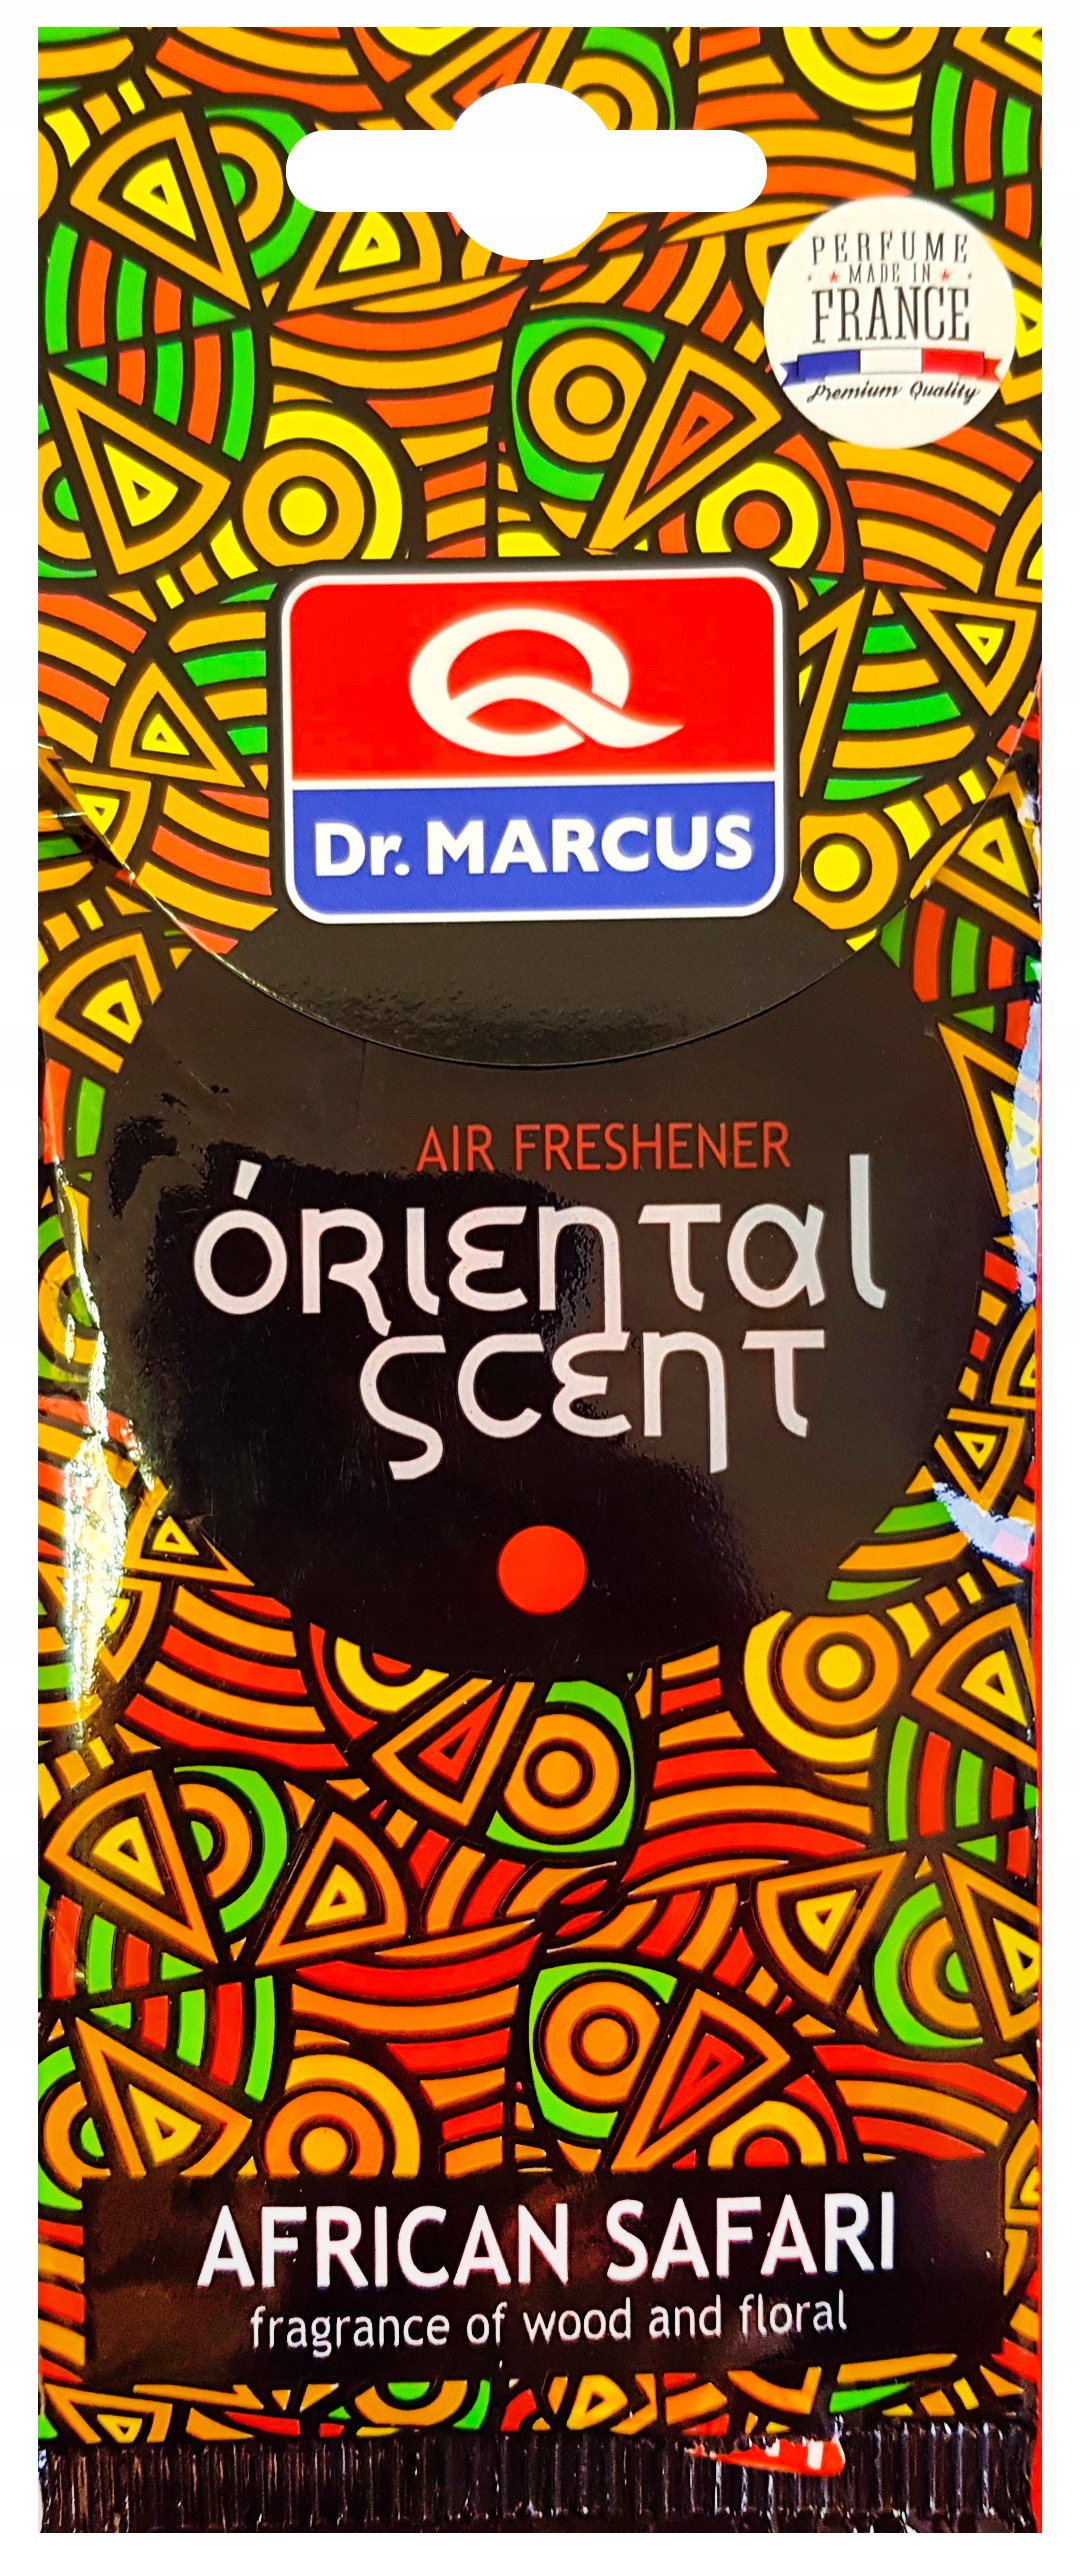 PERFUME
MADE IN
FRANCE
Premium Quality
Dr. MARCUS
AIR FRESHENER
óRIENTAL
SCENT
AFRICAN SAFARI
fragrance of wood and floral